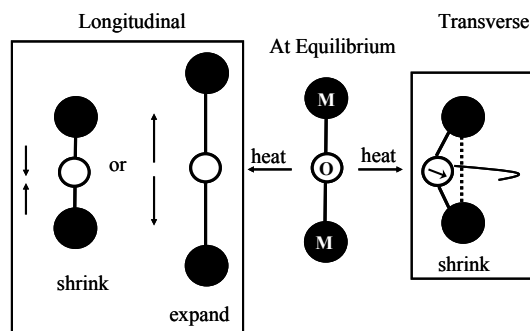 Longitudinal
At Equilibrium
Transverse
M
or
heat
O
heat
M
shrink
expand
shrink